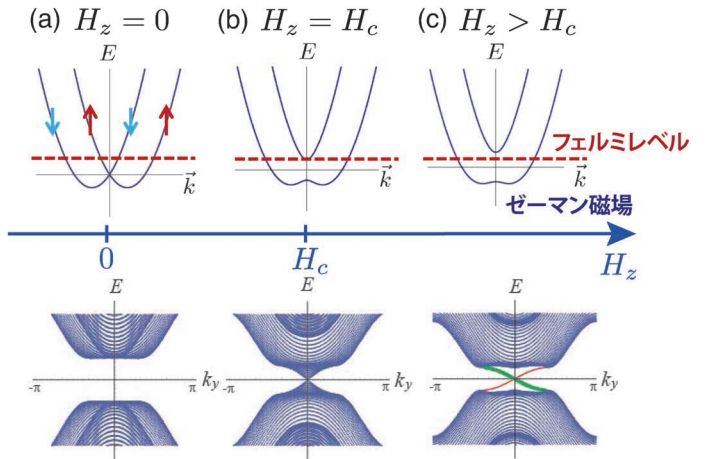 (a) H_z = 0
(b) H_z = H_c
(c) H_z > H_c
E
E
E
フェルミレベル
k⃗
k⃗
k⃗
ゼーマン磁場
0
H_c
H_z
E
E
E
-π
π
k_y
-π
π
k_y
-π
π
k_y